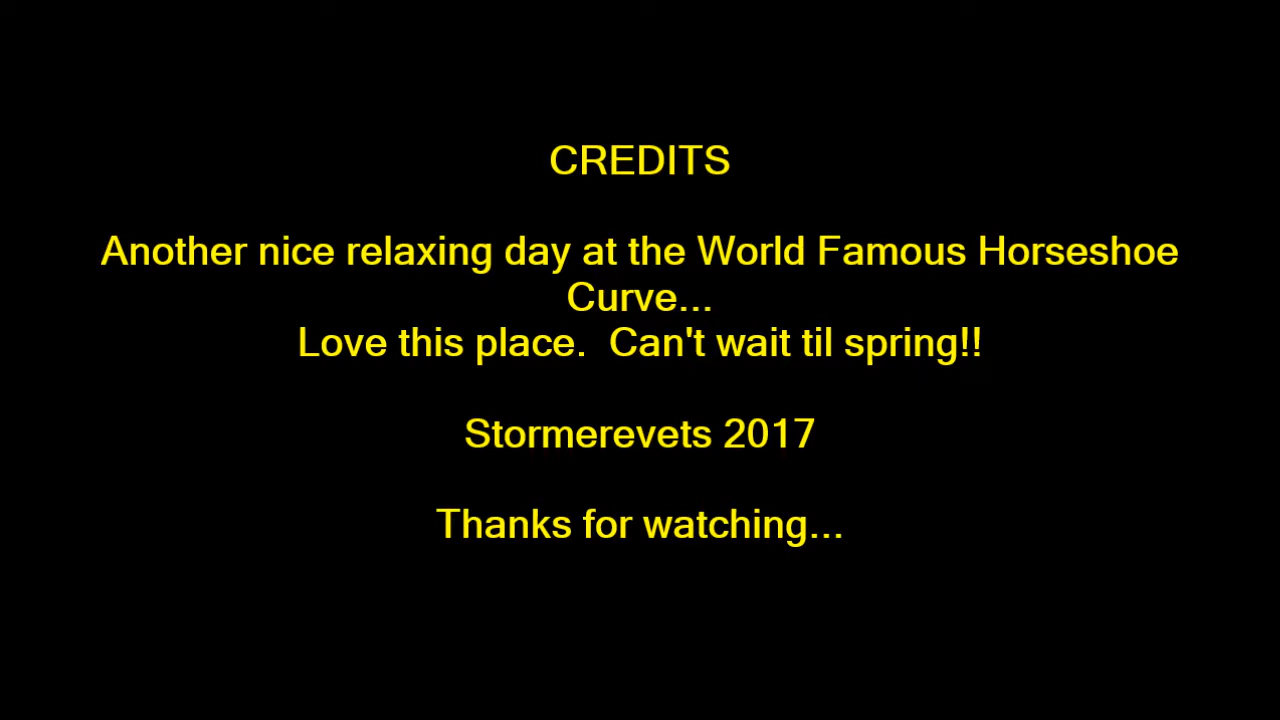 CREDITS
Another nice relaxing day at the World Famous Horseshoe
Curve...
Love this place.  Can't wait til spring!!
Stormerevets 2017
Thanks for watching...